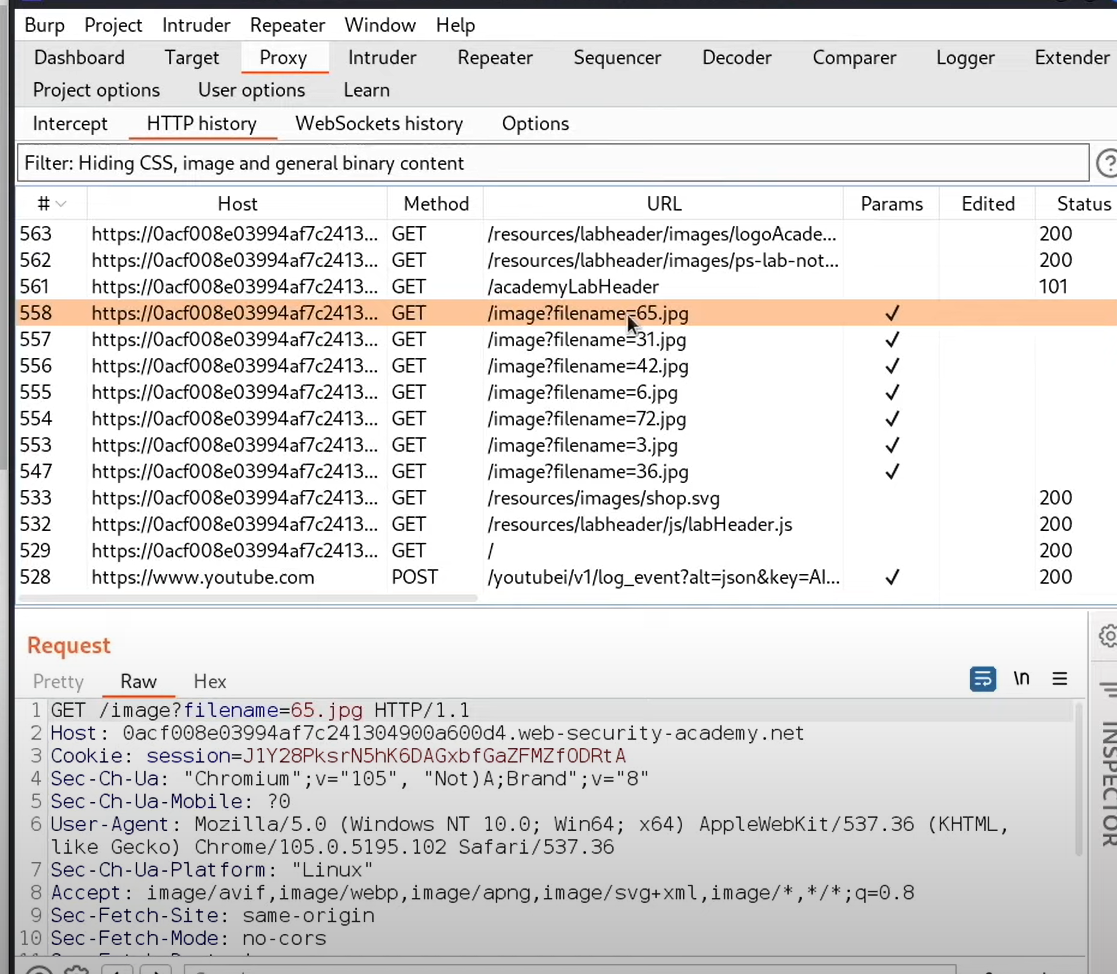 Burp Project Intruder Repeater Window Help
Dashboard Target Proxy Intruder Repeater Sequencer Decoder Comparer Logger Extender
Project options User options Learn
Intercept HTTP history WebSockets history Options
Filter: Hiding CSS, image and general binary content ?
# Host Method URL Params Edited Status
563 https://0acf008e03994af7c2413... GET /resources/labheader/images/logoAcade... 200
562 https://0acf008e03994af7c2413... GET /resources/labheader/images/ps-lab-not... 200
561 https://0acf008e03994af7c2413... GET /academyLabHeader 101
558 https://0acf008e03994af7c2413... GET /image?filename=65.jpg ✓
557 https://0acf008e03994af7c2413... GET /image?filename=31.jpg ✓
556 https://0acf008e03994af7c2413... GET /image?filename=42.jpg ✓
555 https://0acf008e03994af7c2413... GET /image?filename=6.jpg ✓
554 https://0acf008e03994af7c2413... GET /image?filename=72.jpg ✓
553 https://0acf008e03994af7c2413... GET /image?filename=3.jpg ✓
547 https://0acf008e03994af7c2413... GET /image?filename=36.jpg ✓
533 https://0acf008e03994af7c2413... GET /resources/images/shop.svg 200
532 https://0acf008e03994af7c2413... GET /resources/labheader/js/labHeader.js 200
529 https://0acf008e03994af7c2413... GET / 200
528 https://www.youtube.com POST /youtubei/v1/log_event?alt=json&key=AI... ✓ 200
Request
Pretty Raw Hex \n
1 GET /image?filename=65.jpg HTTP/1.1
2 Host: 0acf008e03994af7c241304900a600d4.web-security-academy.net
3 Cookie: session=J1Y28PksrN5hK6DAGxbfGaZFMZfODRtA
4 Sec-Ch-Ua: "Chromium";v="105", "Not)A;Brand";v="8"
5 Sec-Ch-Ua-Mobile: ?0
6 User-Agent: Mozilla/5.0 (Windows NT 10.0; Win64; x64) AppleWebKit/537.36 (KHTML,
like Gecko) Chrome/105.0.5195.102 Safari/537.36
7 Sec-Ch-Ua-Platform: "Linux"
8 Accept: image/avif,image/webp,image/apng,image/svg+xml,image/*,*/*;q=0.8
9 Sec-Fetch-Site: same-origin
10 Sec-Fetch-Mode: no-cors
INSPECTOR